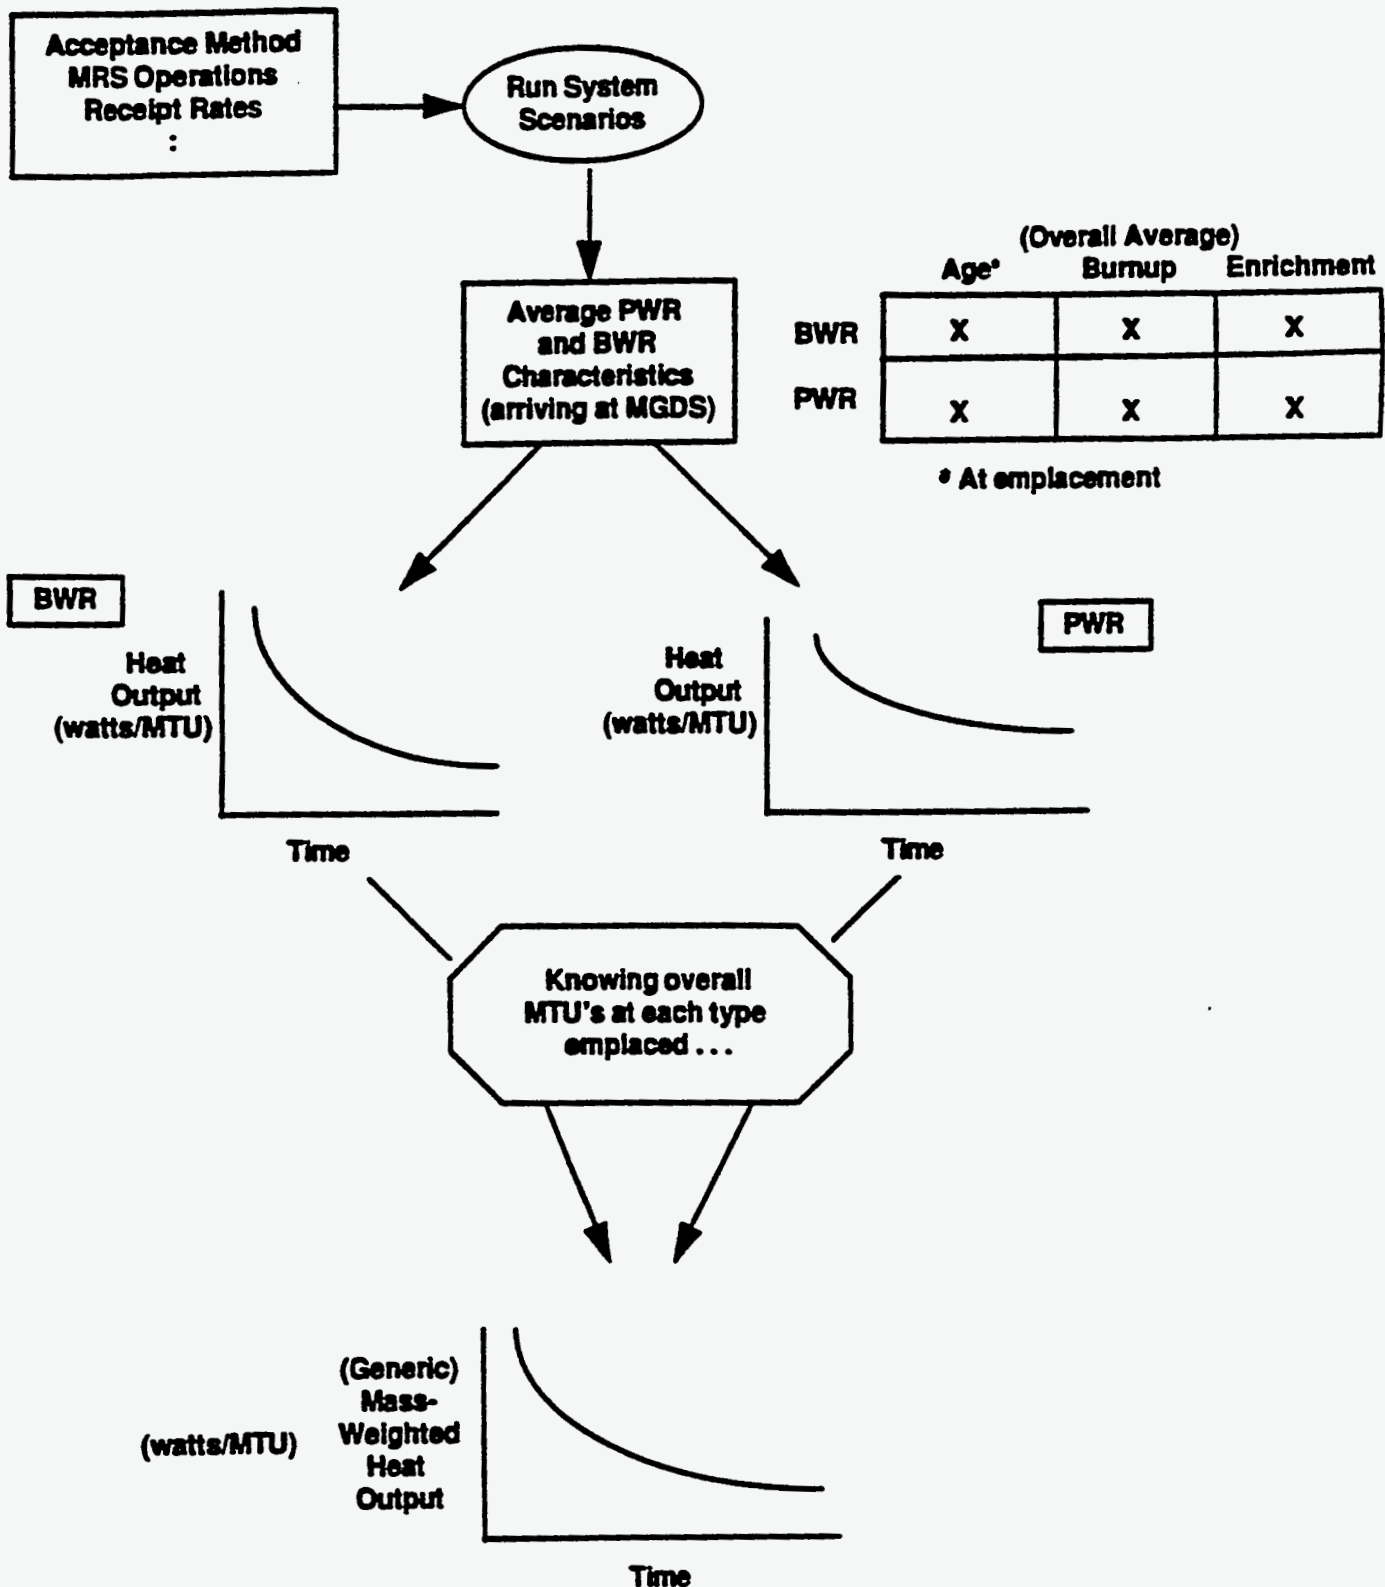 Acceptance Method
MRS Operations
Receipt Rates
:
Run System
Scenarios
Average PWR
and BWR
Characteristics
(arriving at MGDS)
(Overall Average)
Age* Burnup Enrichment
BWR X X X
PWR X X X
* At emplacement
BWR
Heat
Output
(watts/MTU)
Time
PWR
Heat
Output
(watts/MTU)
Time
Knowing overall
MTU's at each type
emplaced . . .
(watts/MTU)
(Generic)
Mass-
Weighted
Heat
Output
Time